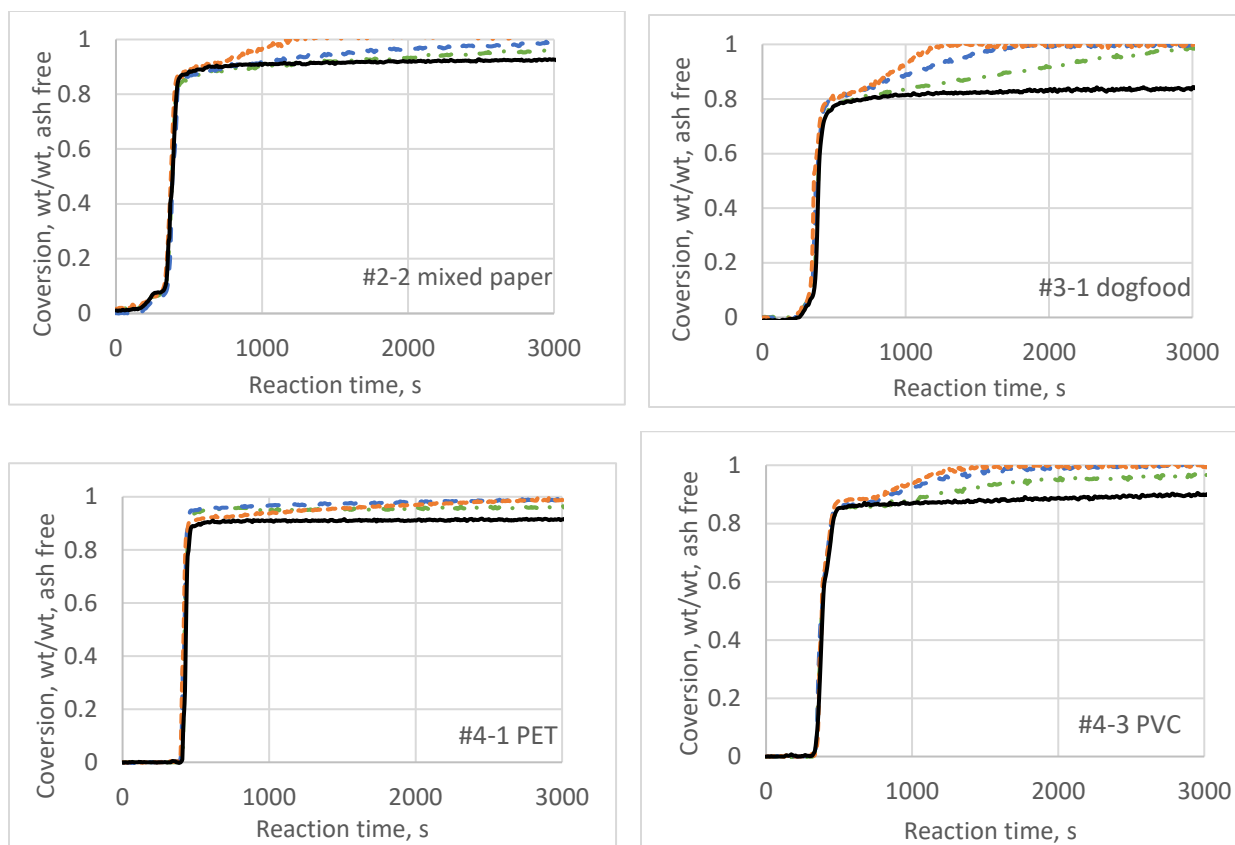 Coversion, wt/wt, ash free
1
0.8
0.6
0.4
0.2
0
#2-2 mixed paper
0 1000 2000 3000
Reaction time, s
Coversion, wt/wt, ash free
1
0.8
0.6
0.4
0.2
0
#3-1 dogfood
0 1000 2000 3000
Reaction time, s
Coversion, wt/wt, ash free
1
0.8
0.6
0.4
0.2
0
#4-1 PET
0 1000 2000 3000
Reaction time, s
Coversion, wt/wt, ash free
1
0.8
0.6
0.4
0.2
0
#4-3 PVC
0 1000 2000 3000
Reaction time, s